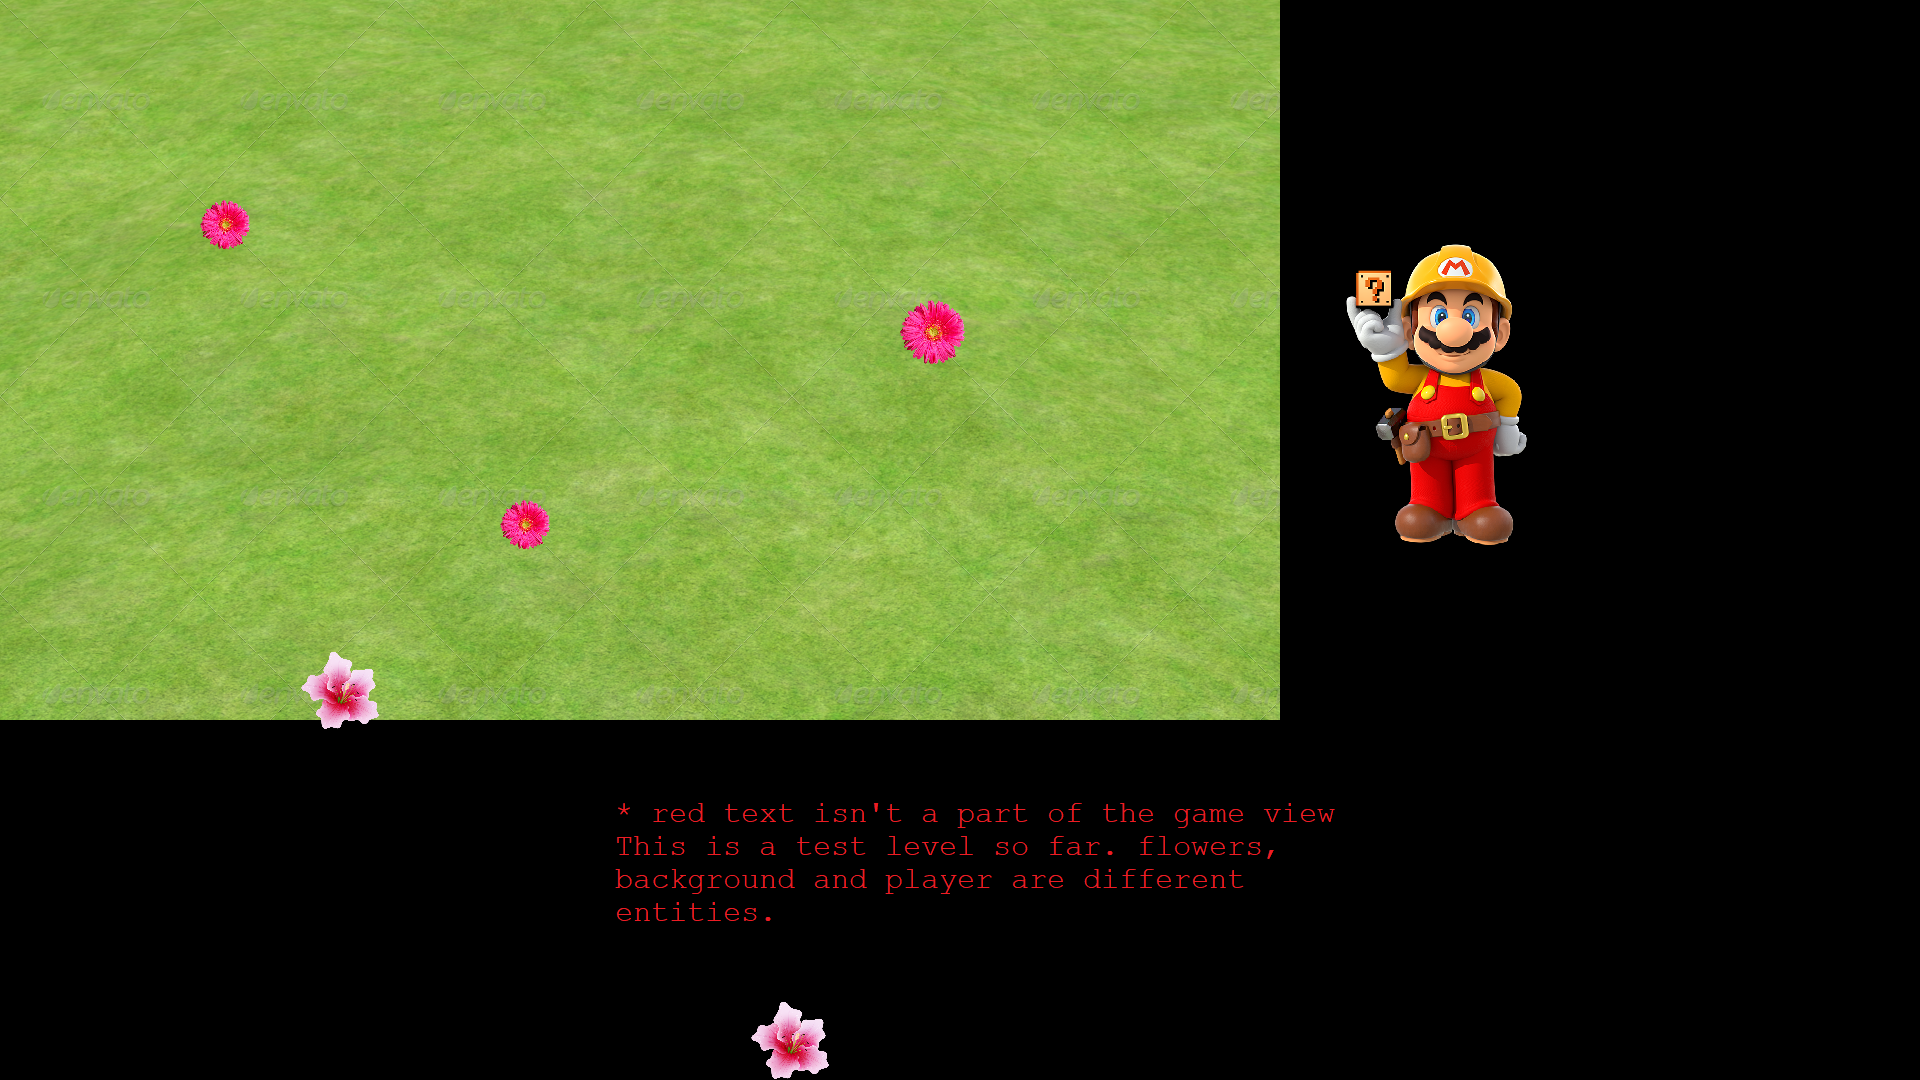 * red text isn't a part of the game view
This is a test level so far. flowers,
background and player are different
entities.
M
?